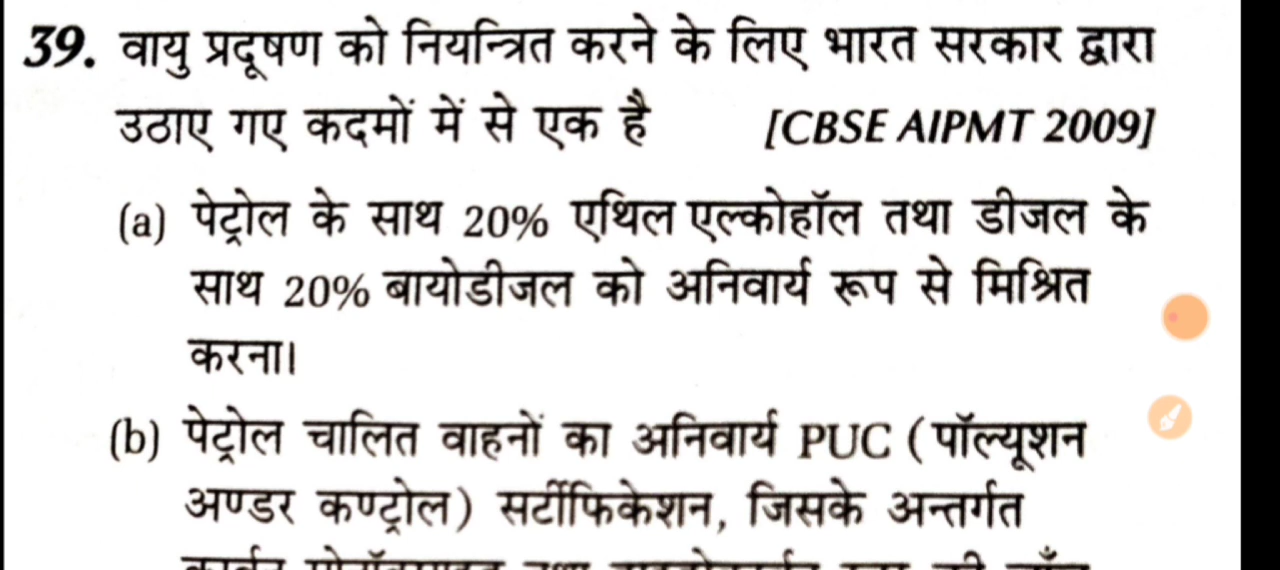 39. वायु प्रदूषण को नियन्त्रित करने के लिए भारत सरकार द्वारा
उठाए गए कदमों में से एक है [CBSE AIPMT 2009]
(a) पेट्रोल के साथ 20% एथिल एल्कोहॉल तथा डीजल के
साथ 20% बायोडीजल को अनिवार्य रूप से मिश्रित
करना।
(b) पेट्रोल चालित वाहनों का अनिवार्य PUC (पॉल्यूशन
अण्डर कण्ट्रोल) सर्टीफिकेशन, जिसके अन्तर्गत